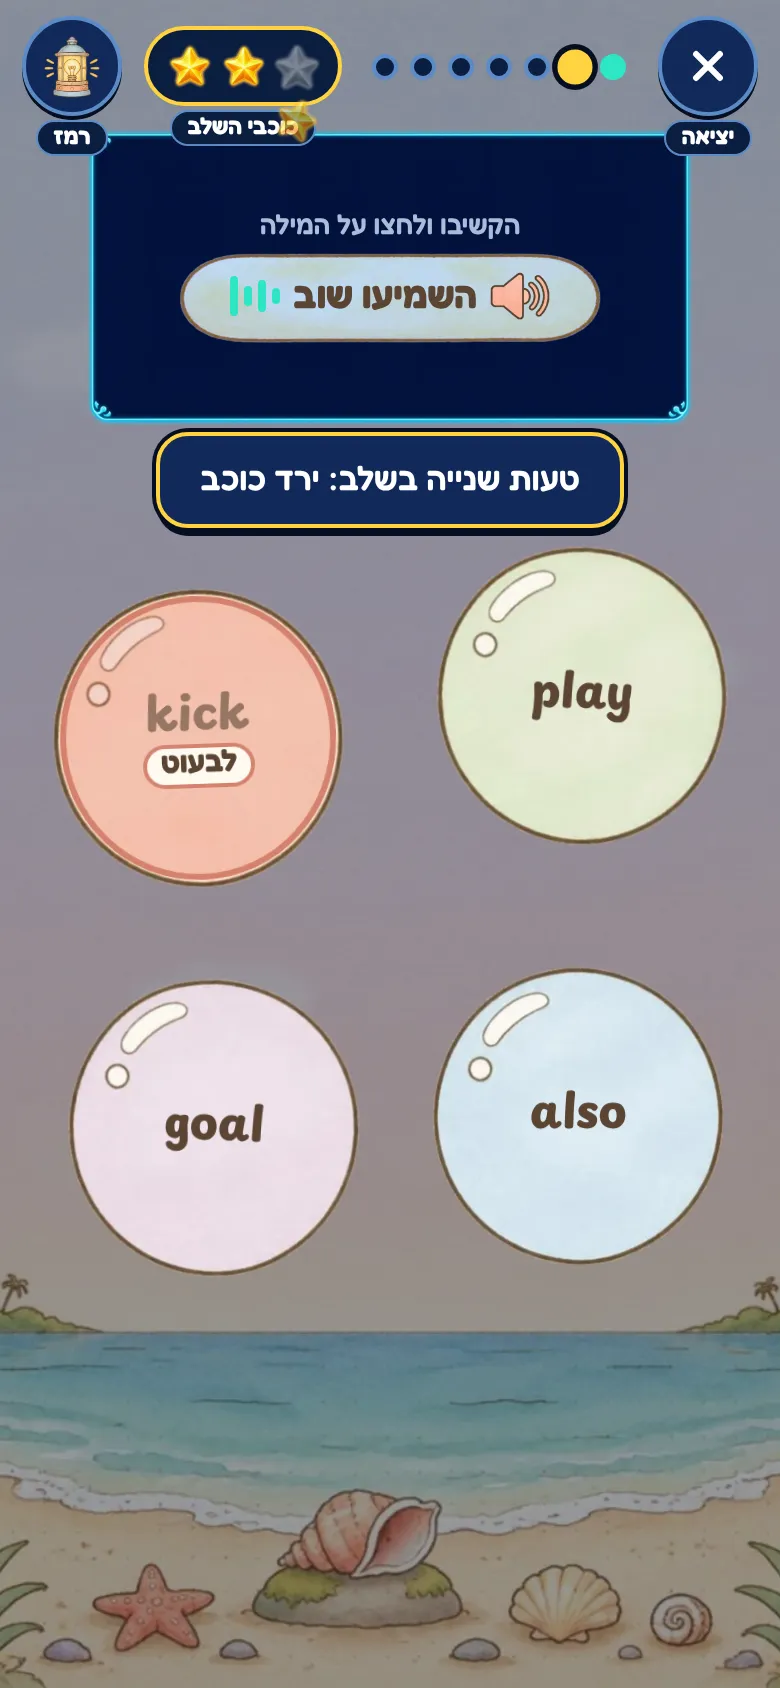 רמז
כוכבי השלב
יציאה
הקשיבו ולחצו על המילה
השמיעו שוב
טעות שנייה בשלב: ירד כוכב
kick
לבעוט
play
goal
also